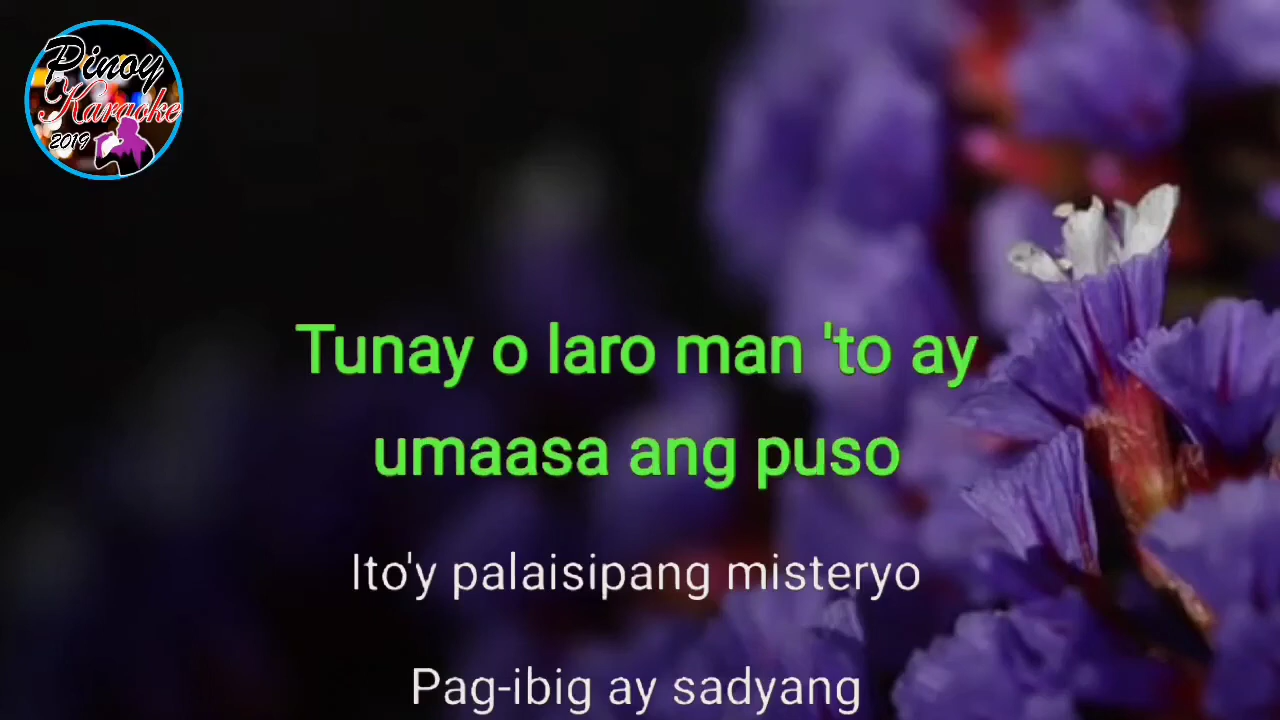 Pinoy
Karaoke
2019
Tunay o laro man 'to ay
umaasa ang puso
Ito'y palaisipang misteryo
Pag-ibig ay sadyang